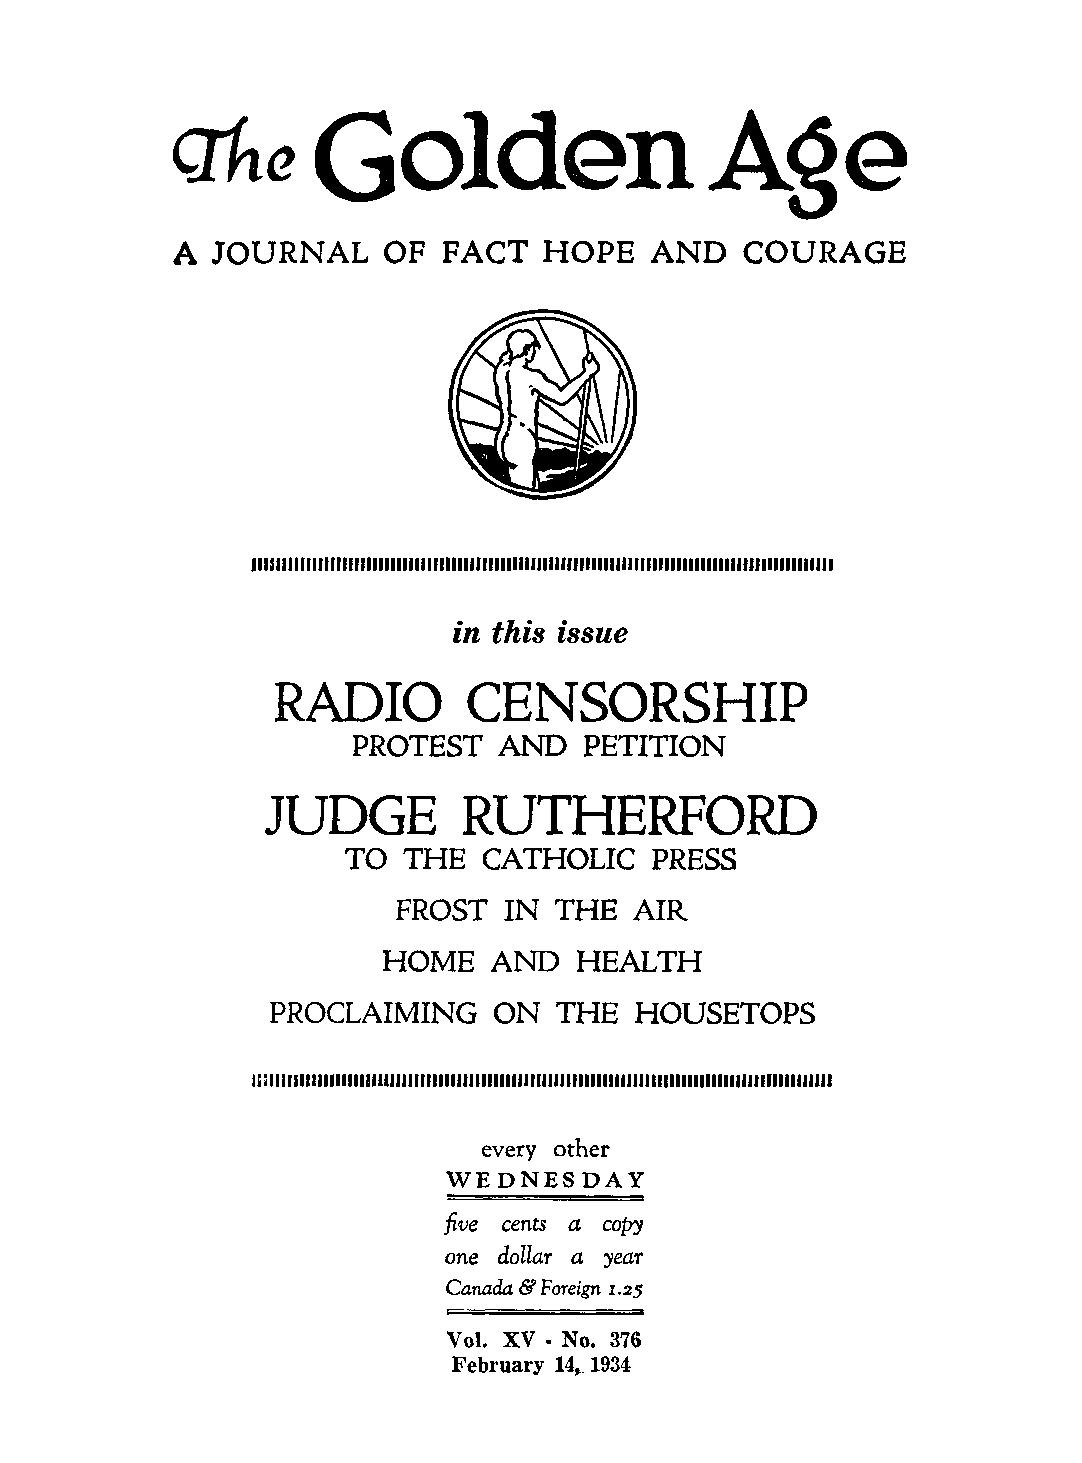 The Golden Age
A JOURNAL OF FACT HOPE AND COURAGE
in this issue
RADIO CENSORSHIP
PROTEST AND PETITION
JUDGE RUTHERFORD
TO THE CATHOLIC PRESS
FROST IN THE AIR
HOME AND HEALTH
PROCLAIMING ON THE HOUSETOPS
every other
WEDNESDAY
five cents a copy
one dollar a year
Canada & Foreign 1.25
Vol. XV - No. 376
February 14, 1934